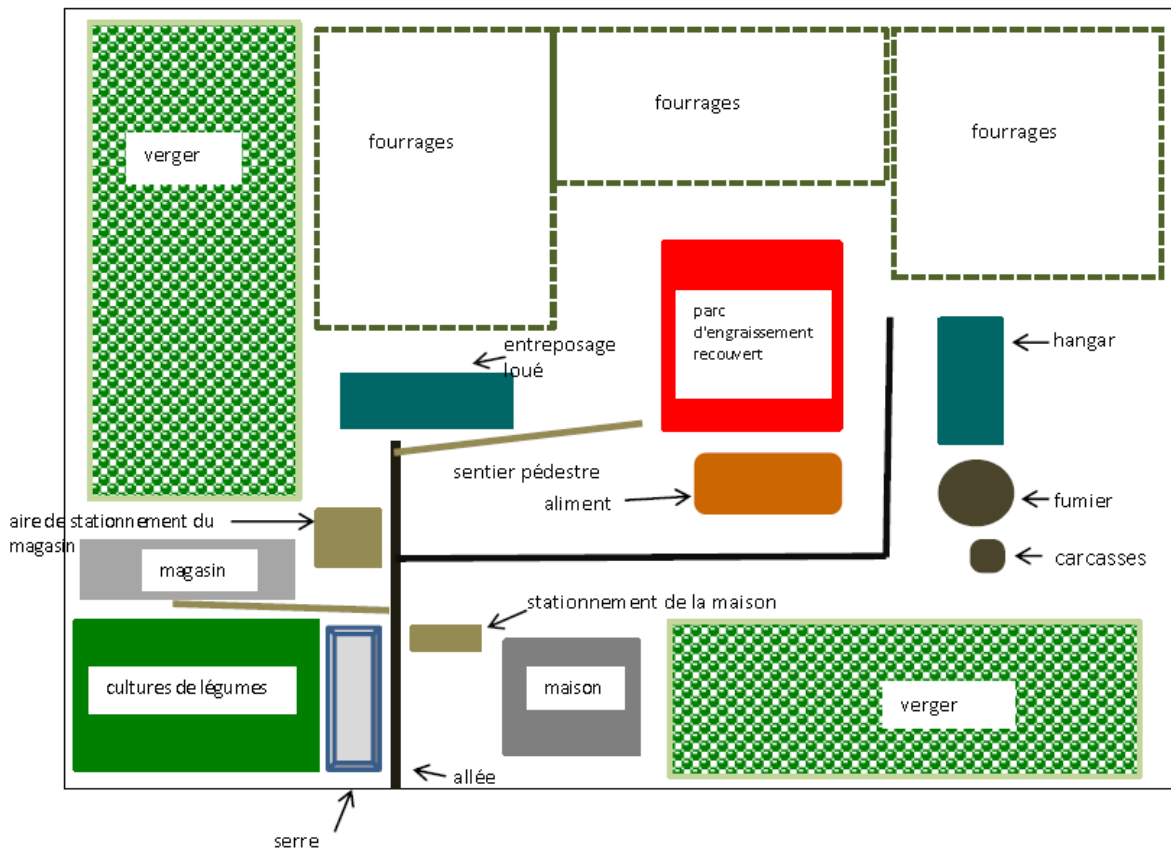 fourrages
fourrages
fourrages
verger
parc
d'engraissement
recouvert
entreposage
loué
hangar
sentier pédestre
aliment
fumier
aire de stationnement du
magasin
carcasses
magasin
stationnement de la maison
cultures de légumes
maison
verger
allée
serre